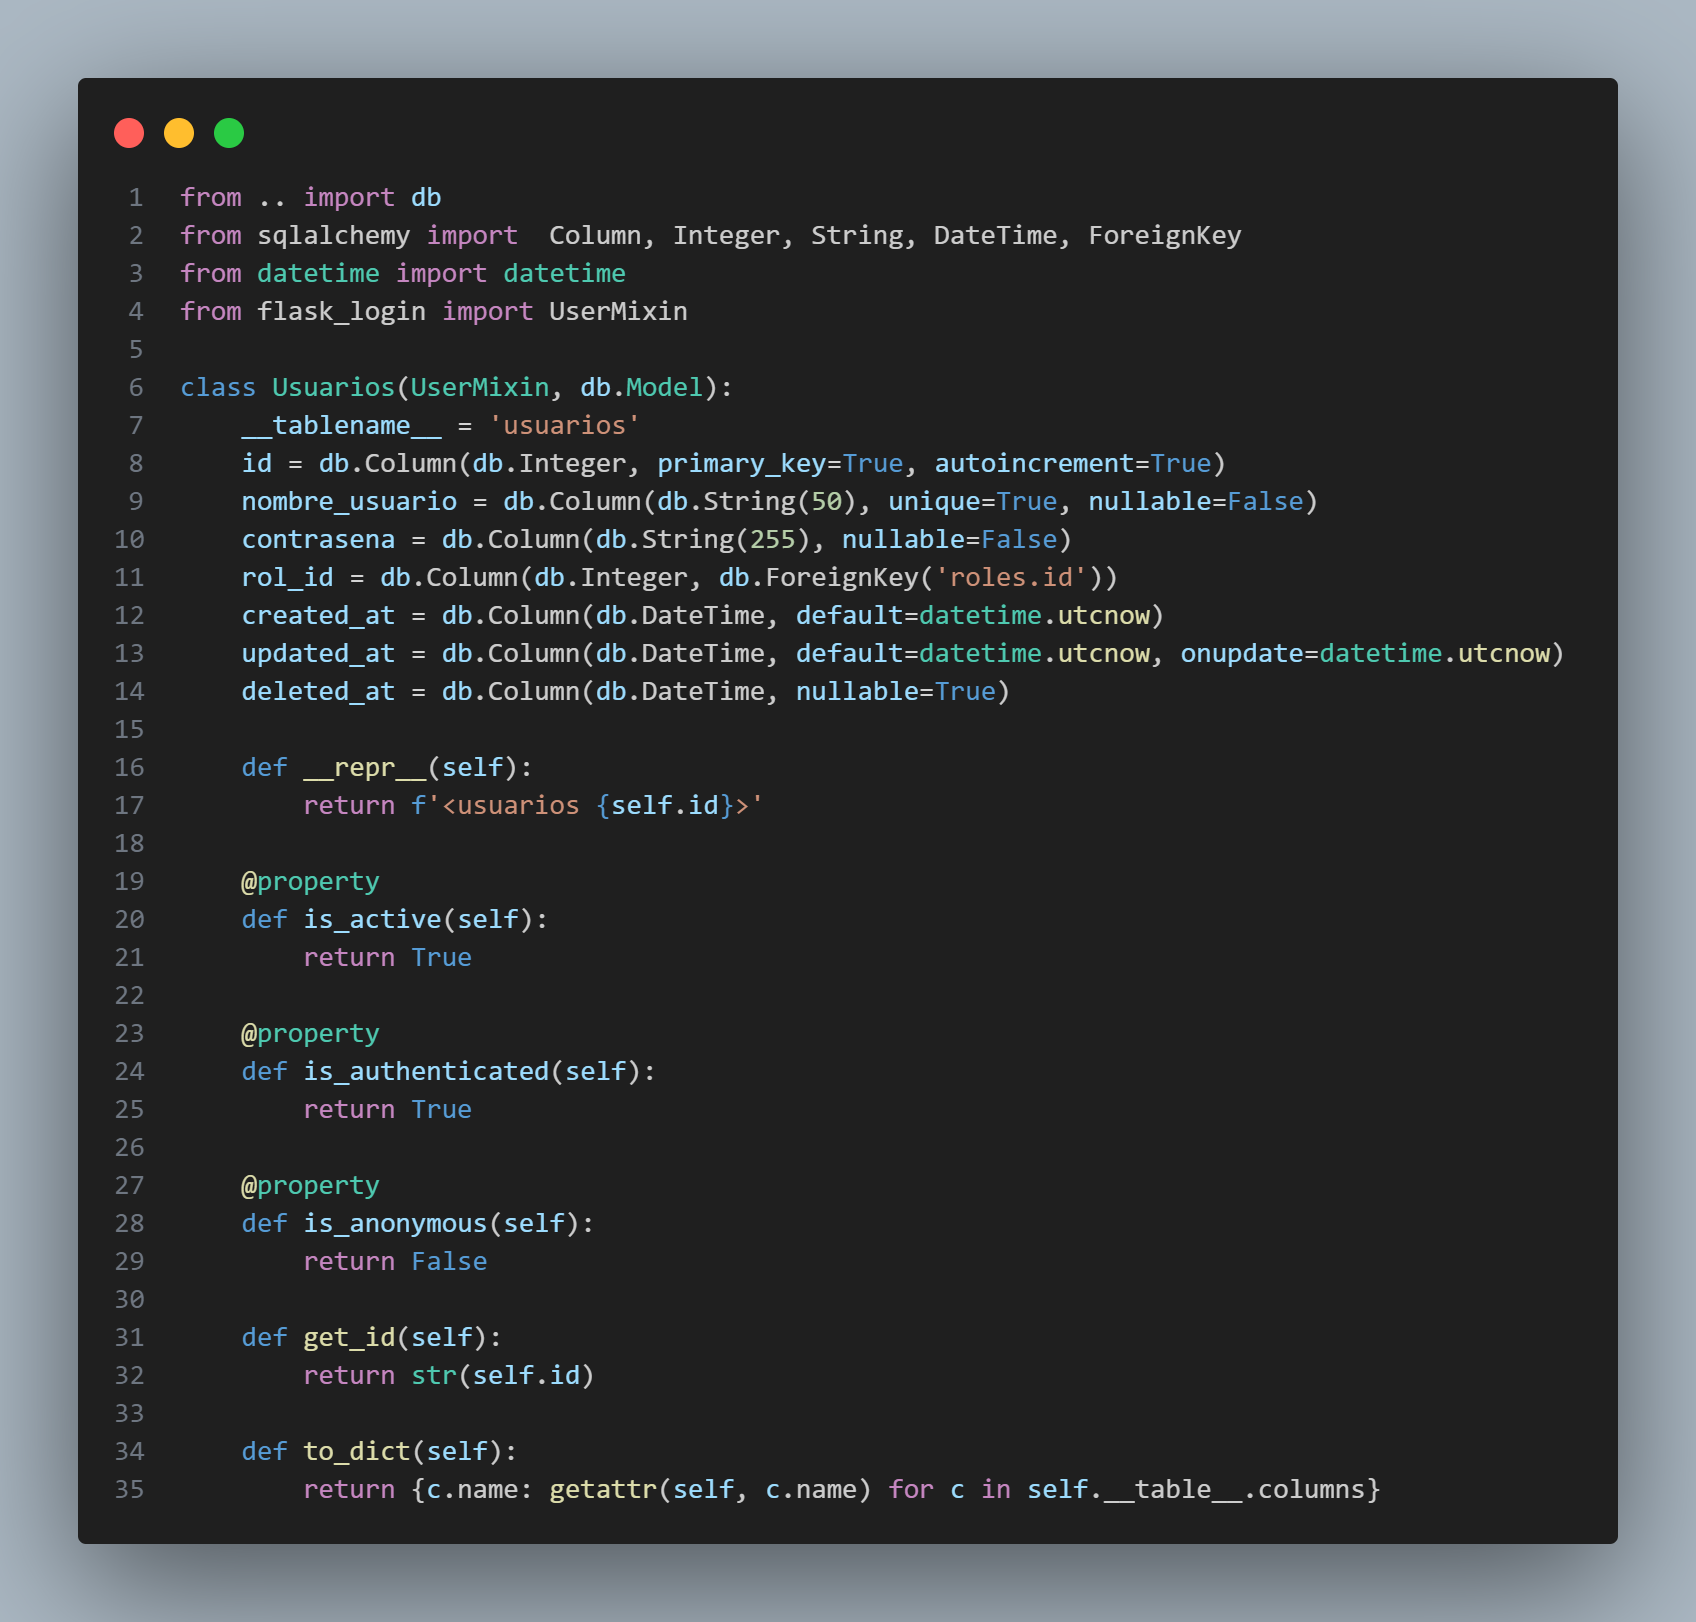 1 from .. import db
2 from sqlalchemy import  Column, Integer, String, DateTime, ForeignKey
3 from datetime import datetime
4 from flask_login import UserMixin
5
6 class Usuarios(UserMixin, db.Model):
7     __tablename__ = 'usuarios'
8     id = db.Column(db.Integer, primary_key=True, autoincrement=True)
9     nombre_usuario = db.Column(db.String(50), unique=True, nullable=False)
10     contrasena = db.Column(db.String(255), nullable=False)
11     rol_id = db.Column(db.Integer, db.ForeignKey('roles.id'))
12     created_at = db.Column(db.DateTime, default=datetime.utcnow)
13     updated_at = db.Column(db.DateTime, default=datetime.utcnow, onupdate=datetime.utcnow)
14     deleted_at = db.Column(db.DateTime, nullable=True)
15
16     def __repr__(self):
17         return f'<usuarios {self.id}>'
18
19     @property
20     def is_active(self):
21         return True
22
23     @property
24     def is_authenticated(self):
25         return True
26
27     @property
28     def is_anonymous(self):
29         return False
30
31     def get_id(self):
32         return str(self.id)
33
34     def to_dict(self):
35         return {c.name: getattr(self, c.name) for c in self.__table__.columns}